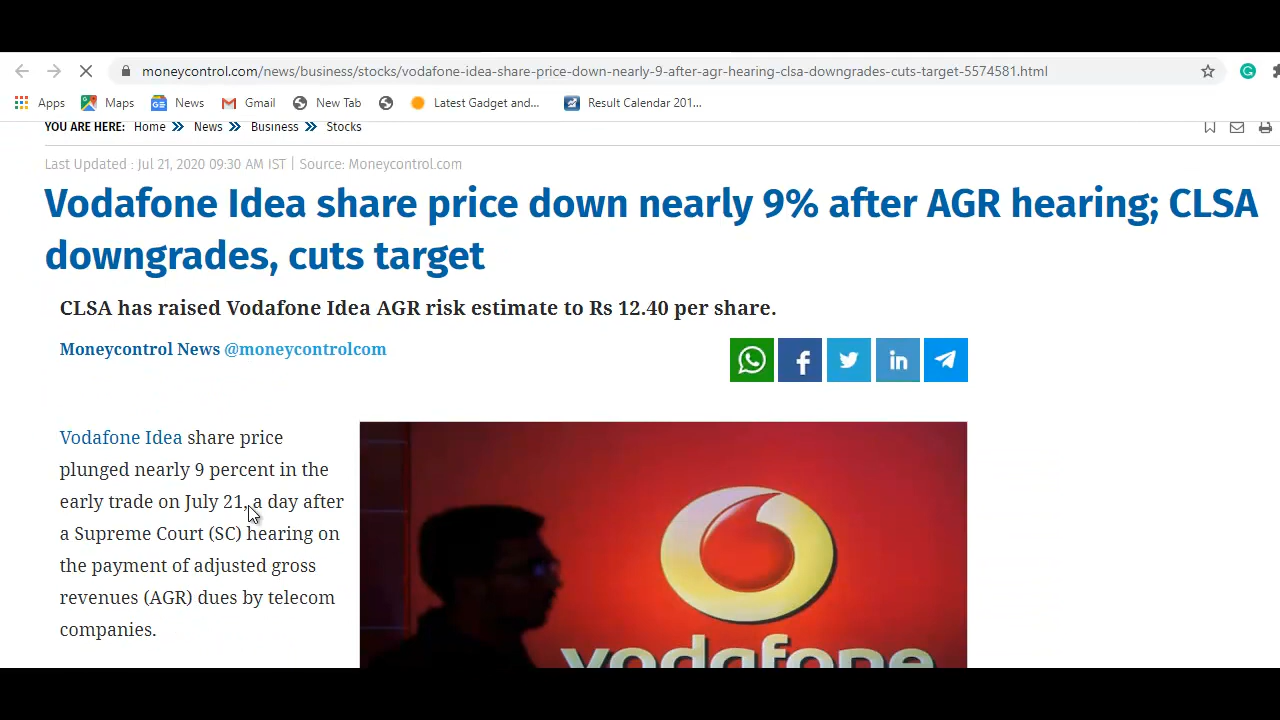 moneycontrol.com/news/business/stocks/vodafone-idea-share-price-down-nearly-9-after-agr-hearing-clsa-downgrades-cuts-target-5574581.html
Apps Maps News Gmail New Tab Latest Gadget and... Result Calendar 201...
YOU ARE HERE: Home News Business Stocks
Last Updated : Jul 21, 2020 09:30 AM IST | Source: Moneycontrol.com
Vodafone Idea share price down nearly 9% after AGR hearing; CLSA
downgrades, cuts target
CLSA has raised Vodafone Idea AGR risk estimate to Rs 12.40 per share.
Moneycontrol News @moneycontrolcom
Vodafone Idea share price
plunged nearly 9 percent in the
early trade on July 21, a day after
a Supreme Court (SC) hearing on
the payment of adjusted gross
revenues (AGR) dues by telecom
companies.
vodafone